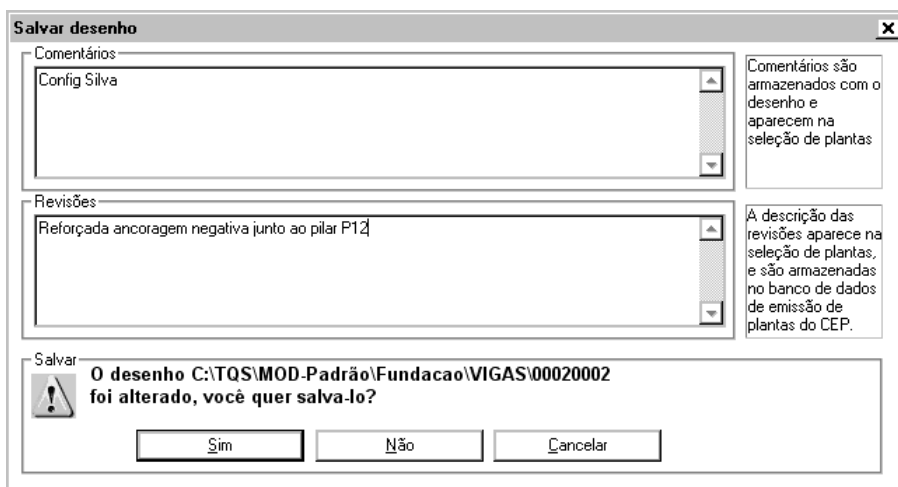 Salvar desenho
Comentários
Config Silva
Comentários são
armazenados com o
desenho e
aparecem na
seleção de plantas
Revisões
Reforçada ancoragem negativa junto ao pilar P12
A descrição das
revisões aparece na
seleção de plantas,
e são armazenadas
no banco de dados
de emissão de
plantas do CEP.
Salvar
O desenho C:\TQS\MOD-Padrão\Fundacao\VIGAS\00020002
foi alterado, você quer salva-lo?
Sim
Não
Cancelar